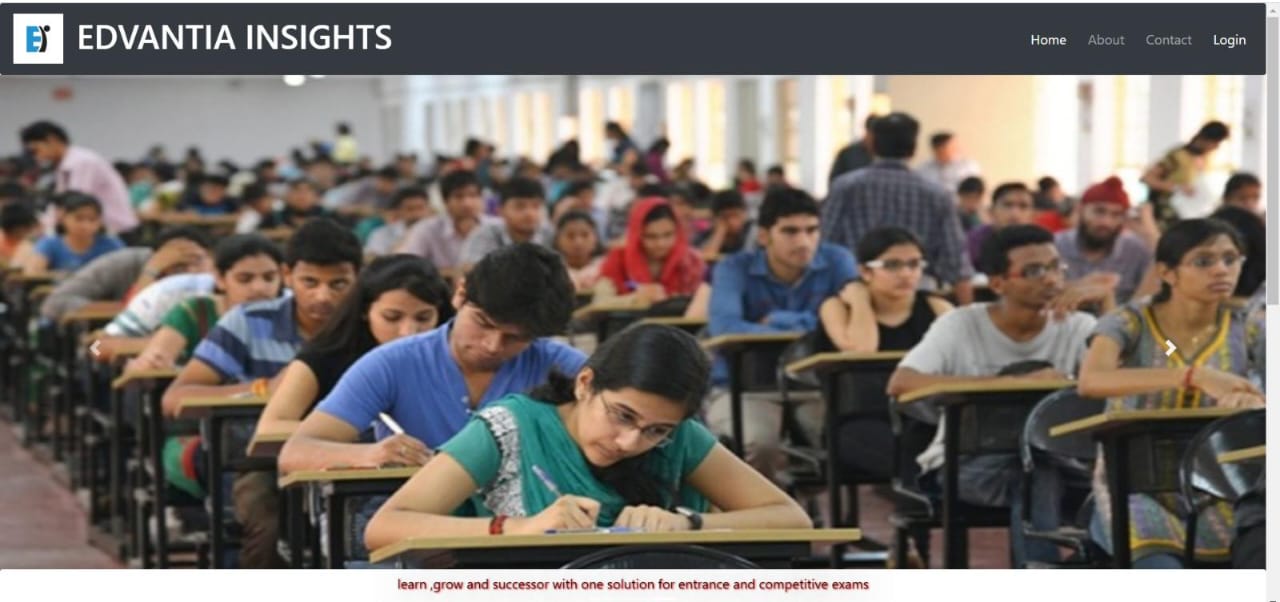 EDVANTIA INSIGHTS
Home About Contact Login
learn ,grow and successor with one solution for entrance and competitive exams